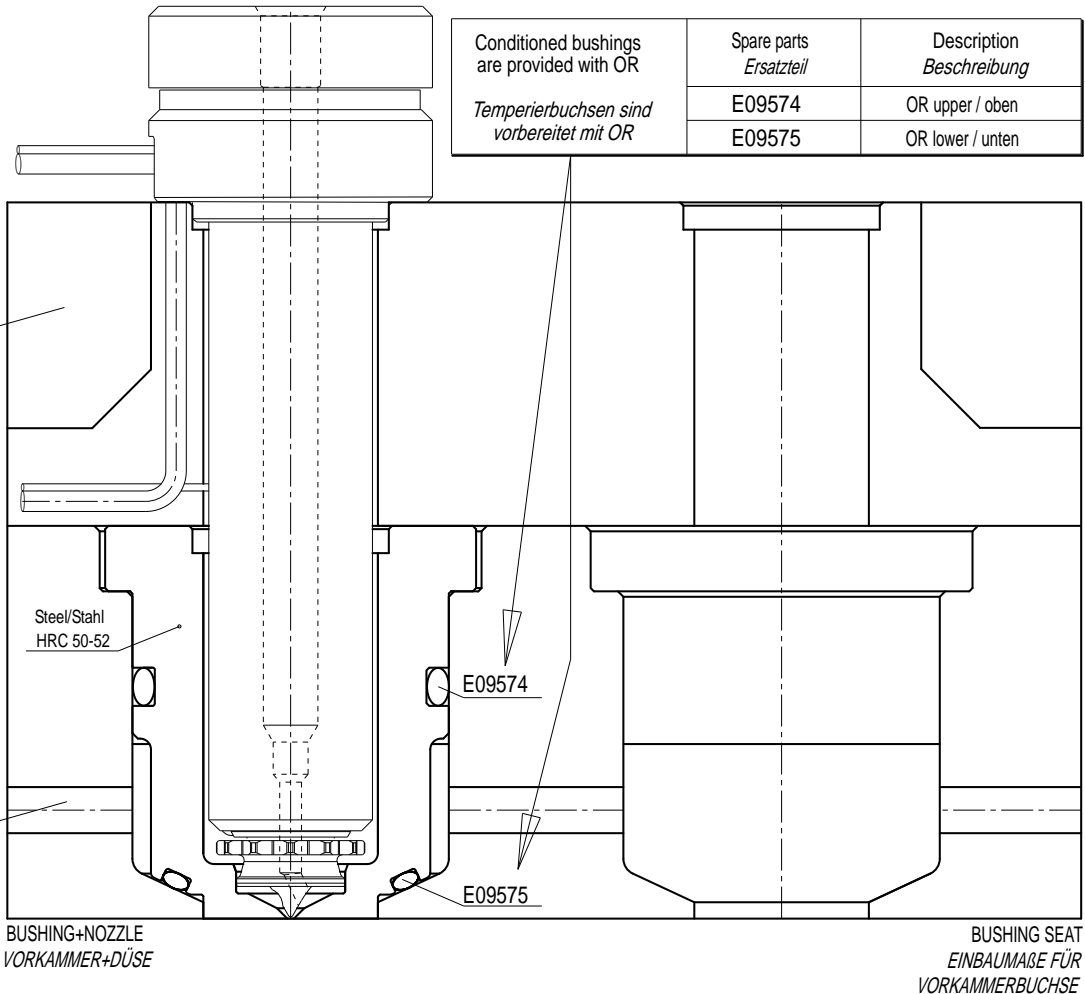 Conditioned bushings
are provided with OR
Temperierbuchsen sind
vorbereitet mit OR
Spare parts
Ersatzteil
Description
Beschreibung
E09574
OR upper / oben
E09575
OR lower / unten
Steel/Stahl
HRC 50-52
E09574
E09575
BUSHING+NOZZLE
VORKAMMER+DÜSE
BUSHING SEAT
EINBAUMAßE FÜR
VORKAMMERBUCHSE